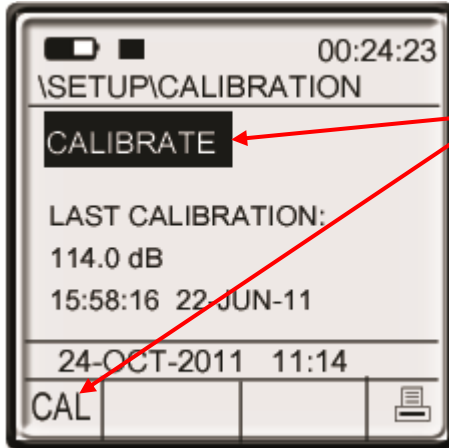 00:24:23
\SETUP\CALIBRATION
CALIBRATE
LAST CALIBRATION:
114.0 dB
15:58:16 22-JUN-11
24-OCT-2011 11:14
CAL